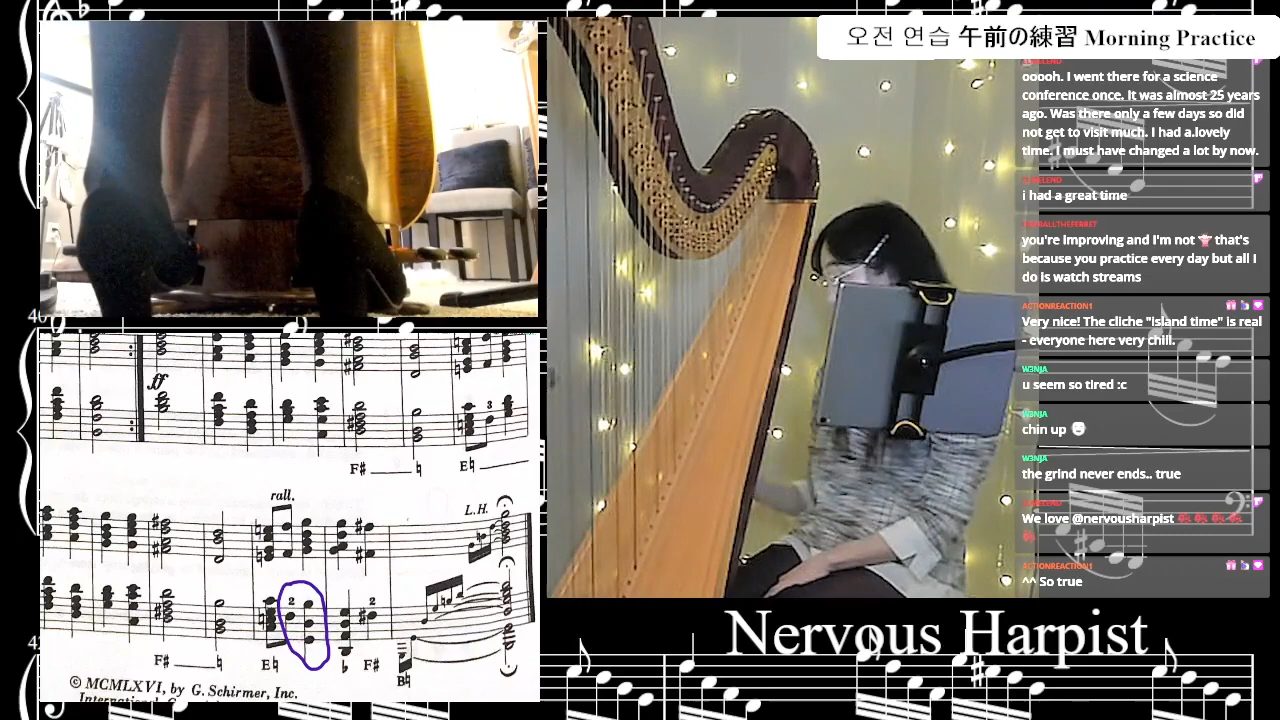 오전 연습 午前の練習 Morning Practice
ooooh. I went there for a science
conference once. It was almost 25 years
ago. Was there only a few days so did
not get to visit much. I had a.lovely
time. I must have changed a lot by now.
i had a great time
you're improving and I'm not that's
because you practice every day but all I
do is watch streams
ACTIONREACTION1
Very nice! The cliche "island time" is real
- everyone here very chill.
W3NJA
u seem so tired :c
W3NJA
chin up
W3NJA
the grind never ends.. true
We love @nervousharpist
ACTIONREACTION1
^^ So true
ff
3
F# ♮ E♮
rall.
L.H.
2 2
F# ♮ E♮ ♭ F# B♮
© MCMLXVI, by G. Schirmer, Inc.
Nervous Harpist